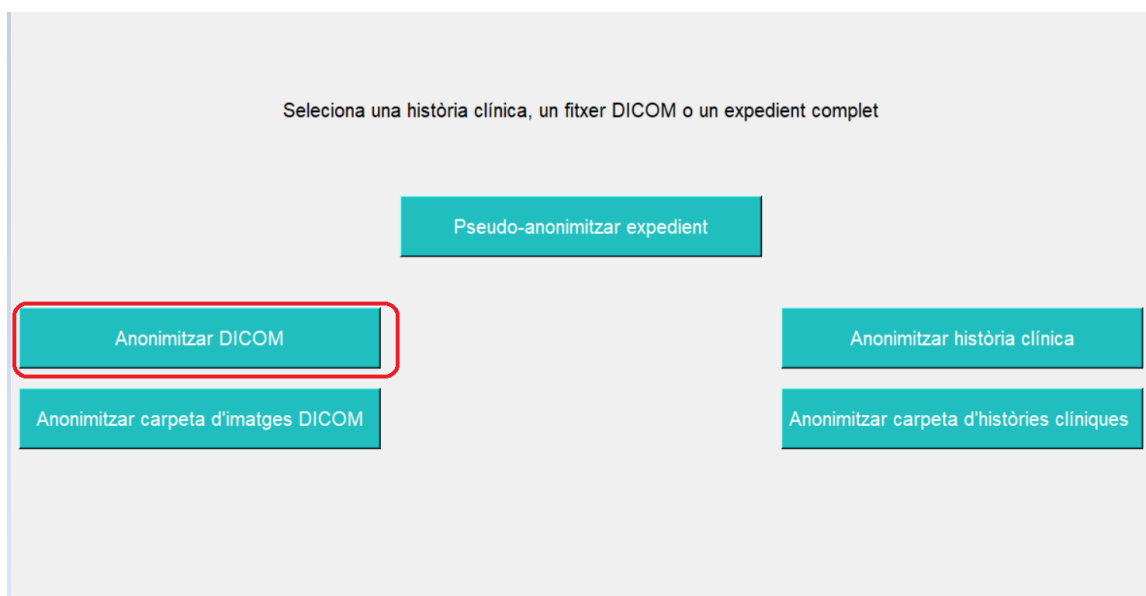 Seleciona una història clínica, un fitxer DICOM o un expedient complet
Pseudo-anonimitzar expedient
Anonimitzar DICOM
Anonimitzar història clínica
Anonimitzar carpeta d'imatges DICOM
Anonimitzar carpeta d'històries clíniques